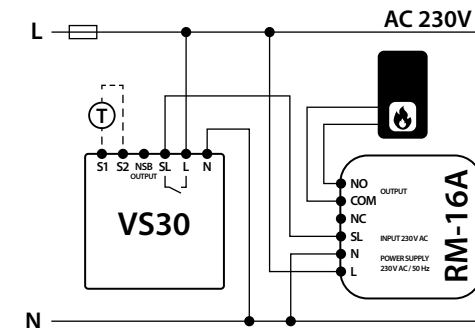 AC 230V
L
T
S1 S2 NSB OUTPUT SL L N
VS30
NO
COM
NC
SL
N
L
OUTPUT
INPUT 230V AC
POWER SUPPLY
230V AC / 50 Hz
RM-16A
N